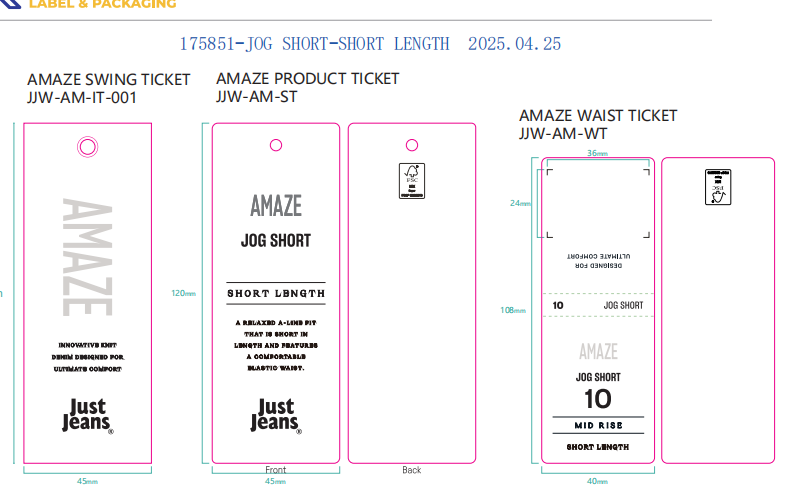 LABEL & PACKAGING
175851-JOG SHORT-SHORT LENGTH 2025.04.25
AMAZE SWING TICKET
JJW-AM-IT-001
AMAZE
INNOVATIVE KNIT
DENIM DESIGNED FOR
ULTIMATE COMFORT
Just
Jeans®
45mm
AMAZE PRODUCT TICKET
JJW-AM-ST
120mm
AMAZE
JOG SHORT
SHORT LENGTH
A RELAXED A-LINE FIT
THAT IS SHORT IN
LENGTH AND FEATURES
A COMFORTABLE
ELASTIC WAIST.
Just
Jeans®
Front
45mm
FSC
Back
AMAZE WAIST TICKET
JJW-AM-WT
36mm
24mm
DESIGNED FOR
ULTIMATE COMFORT
10 JOG SHORT
AMAZE
JOG SHORT
10
MID RISE
SHORT LENGTH
40mm
FSC